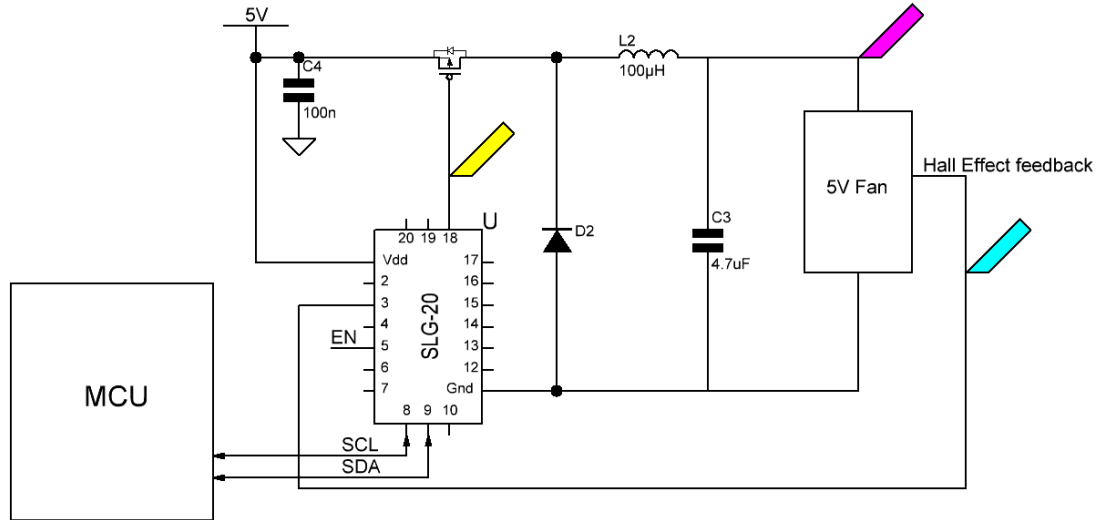 5V
L2
C4
100µH
100n
5V Fan
Hall Effect feedback
U
20 19 18
D2
C3
4.7uF
Vdd
17
2
16
3
15
4
14
SLG-20
EN
5
13
6
12
7
Gnd
MCU
8 9 10
SCL
SDA